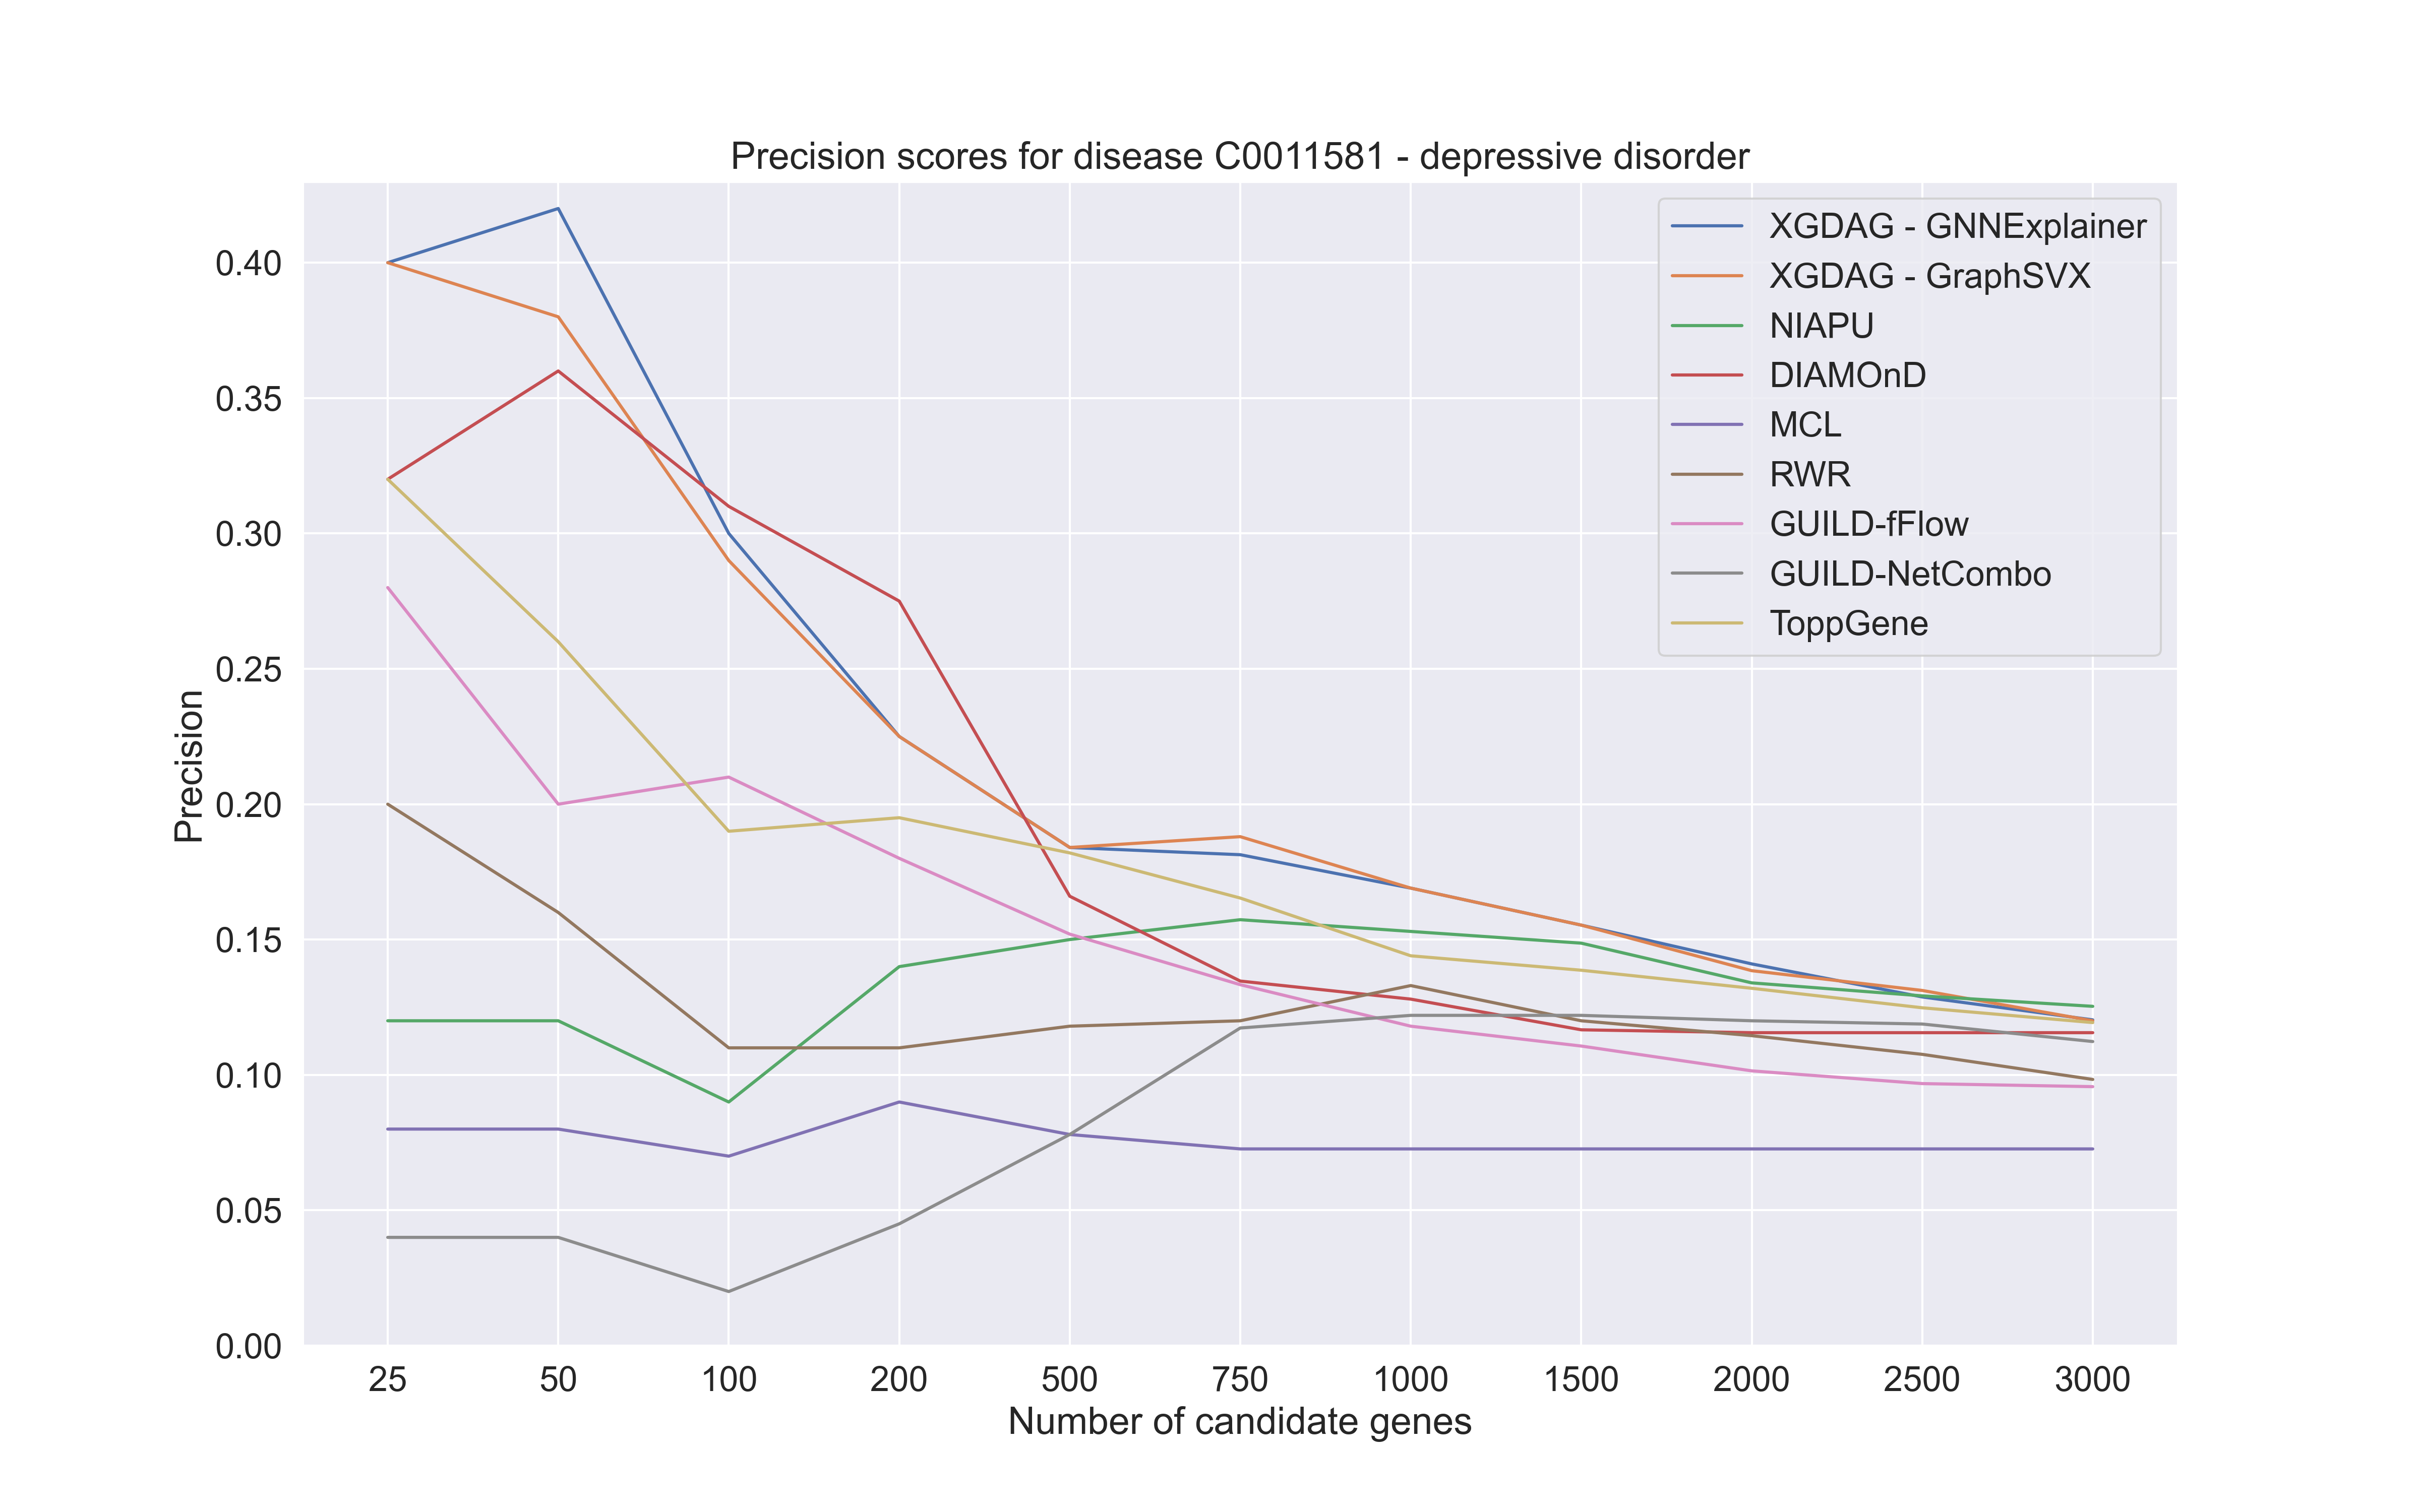 Precision scores for disease C0011581 - depressive disorder
XGDAG - GNNExplainer
XGDAG - GraphSVX
NIAPU
DIAMOnD
MCL
RWR
GUILD-fFlow
GUILD-NetCombo
ToppGene
Precision
0.40
0.35
0.30
0.25
0.20
0.15
0.10
0.05
0.00
25 50 100 200 500 750 1000 1500 2000 2500 3000
Number of candidate genes